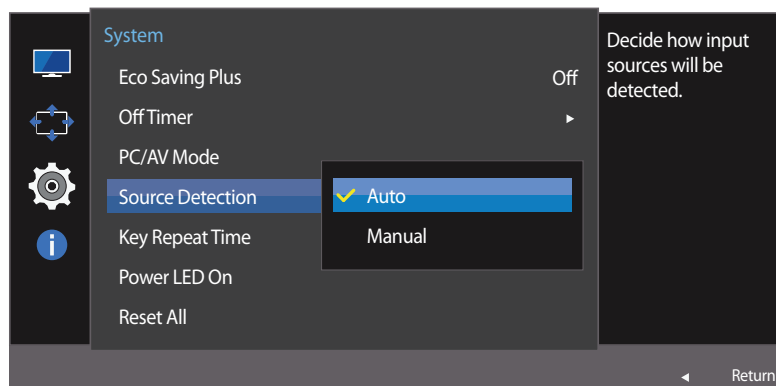 System
Eco Saving Plus Off
Off Timer
PC/AV Mode
Source Detection
Auto
Key Repeat Time
Manual
Power LED On
Reset All
Decide how input
sources will be
detected.
Return